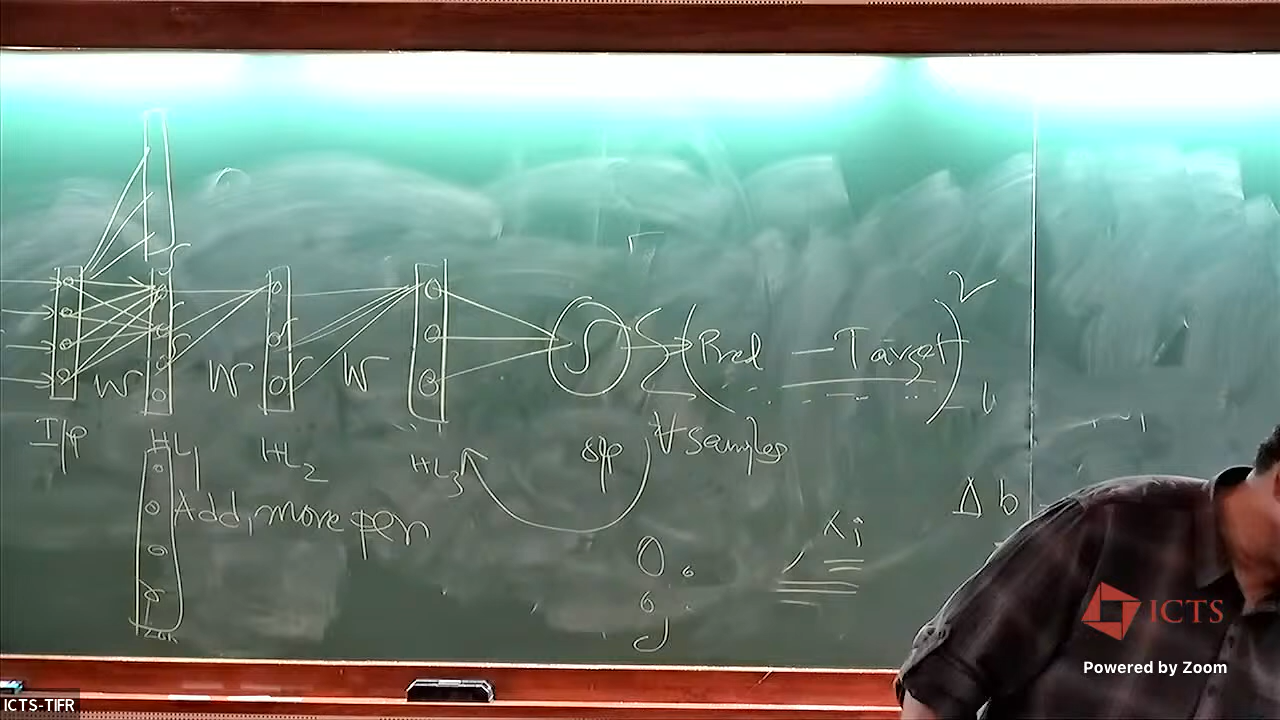 Σ (Pred - Target)²
W W W
I/p HL1 HL2 HL3 o/p ∀ samples
Add, more
Δb
ICTS
Powered by Zoom
ICTS-TIFR